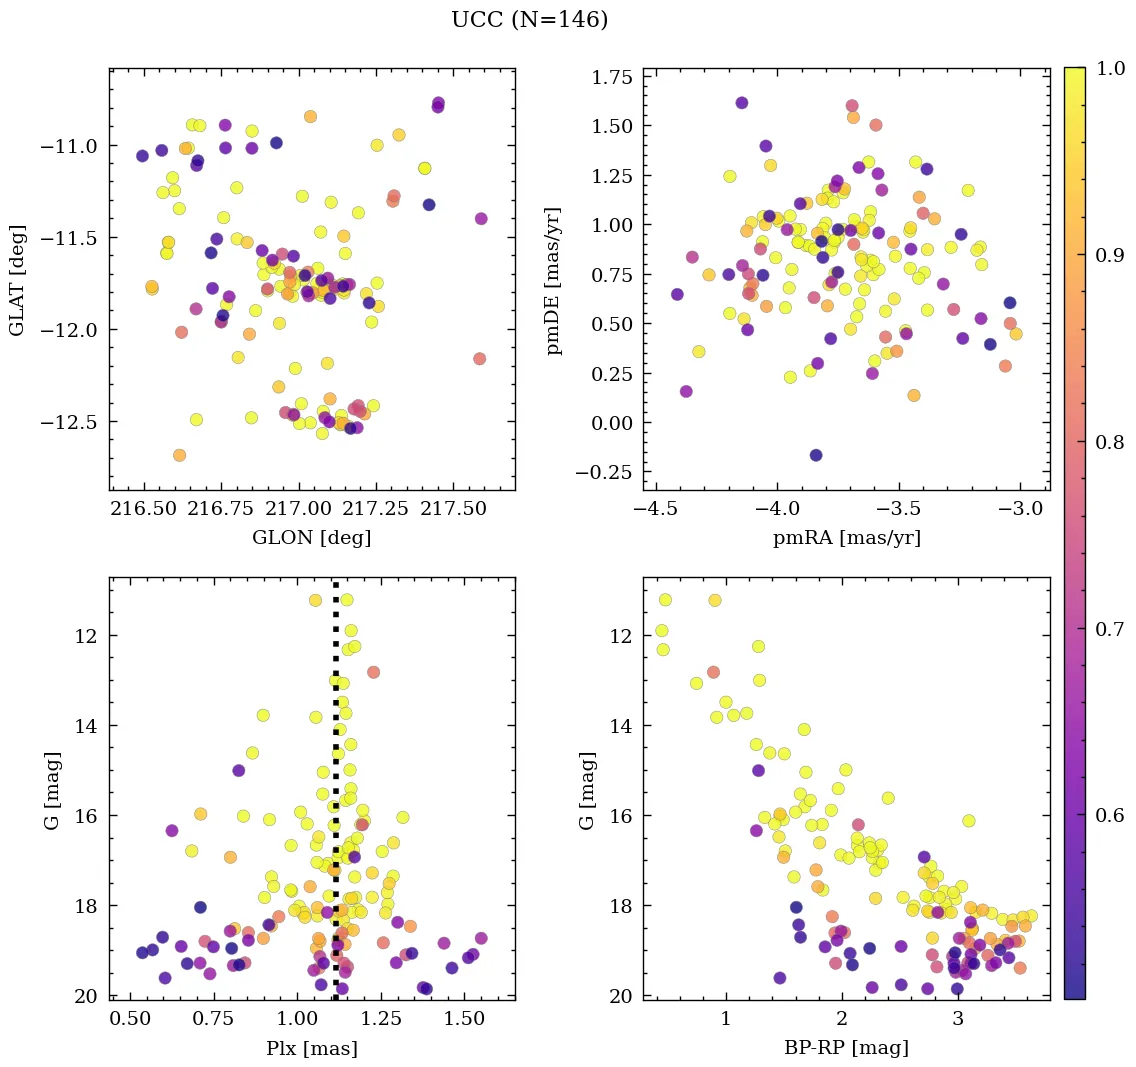 UCC (N=146)
−11.0
−11.5
−12.0
−12.5
GLAT [deg]
216.50 216.75 217.00 217.25 217.50
GLON [deg]
1.75
1.50
1.25
1.00
0.75
0.50
0.25
0.00
−0.25
pmDE [mas/yr]
−4.5 −4.0 −3.5 −3.0
pmRA [mas/yr]
12
14
16
18
20
G [mag]
0.50 0.75 1.00 1.25 1.50
Plx [mas]
12
14
16
18
20
G [mag]
1 2 3
BP-RP [mag]
1.0
0.9
0.8
0.7
0.6